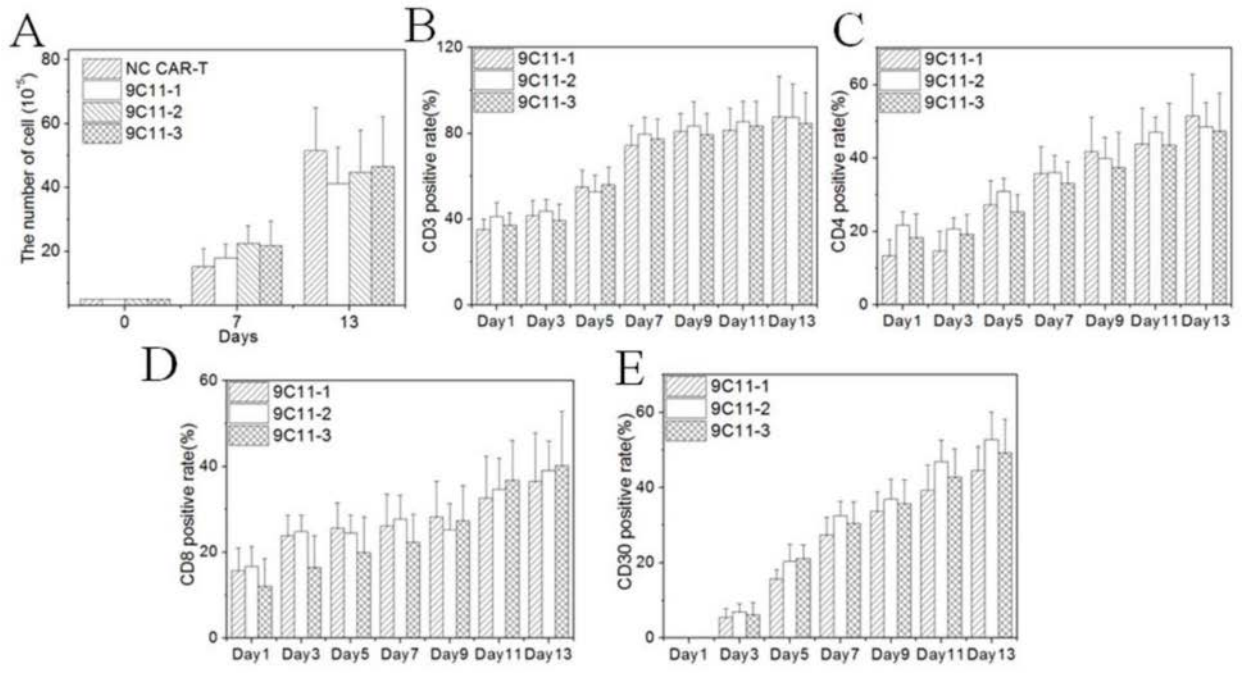 A
The number of cell (10^-5)
80
60
40
20
NC CAR-T
9C11-1
9C11-2
9C11-3
0 7 13
Days
B
CD3 positive rate(%)
120
80
40
0
9C11-1
9C11-2
9C11-3
Day1 Day3 Day5 Day7 Day9 Day11 Day13
C
CD4 positive rate(%)
60
40
20
0
9C11-1
9C11-2
9C11-3
Day1 Day3 Day5 Day7 Day9 Day11 Day13
D
CD8 positive rate(%)
60
40
20
0
9C11-1
9C11-2
9C11-3
Day1 Day3 Day5 Day7 Day9 Day11 Day13
E
CD30 positive rate(%)
60
40
20
0
9C11-1
9C11-2
9C11-3
Day1 Day3 Day5 Day7 Day9 Day11 Day13